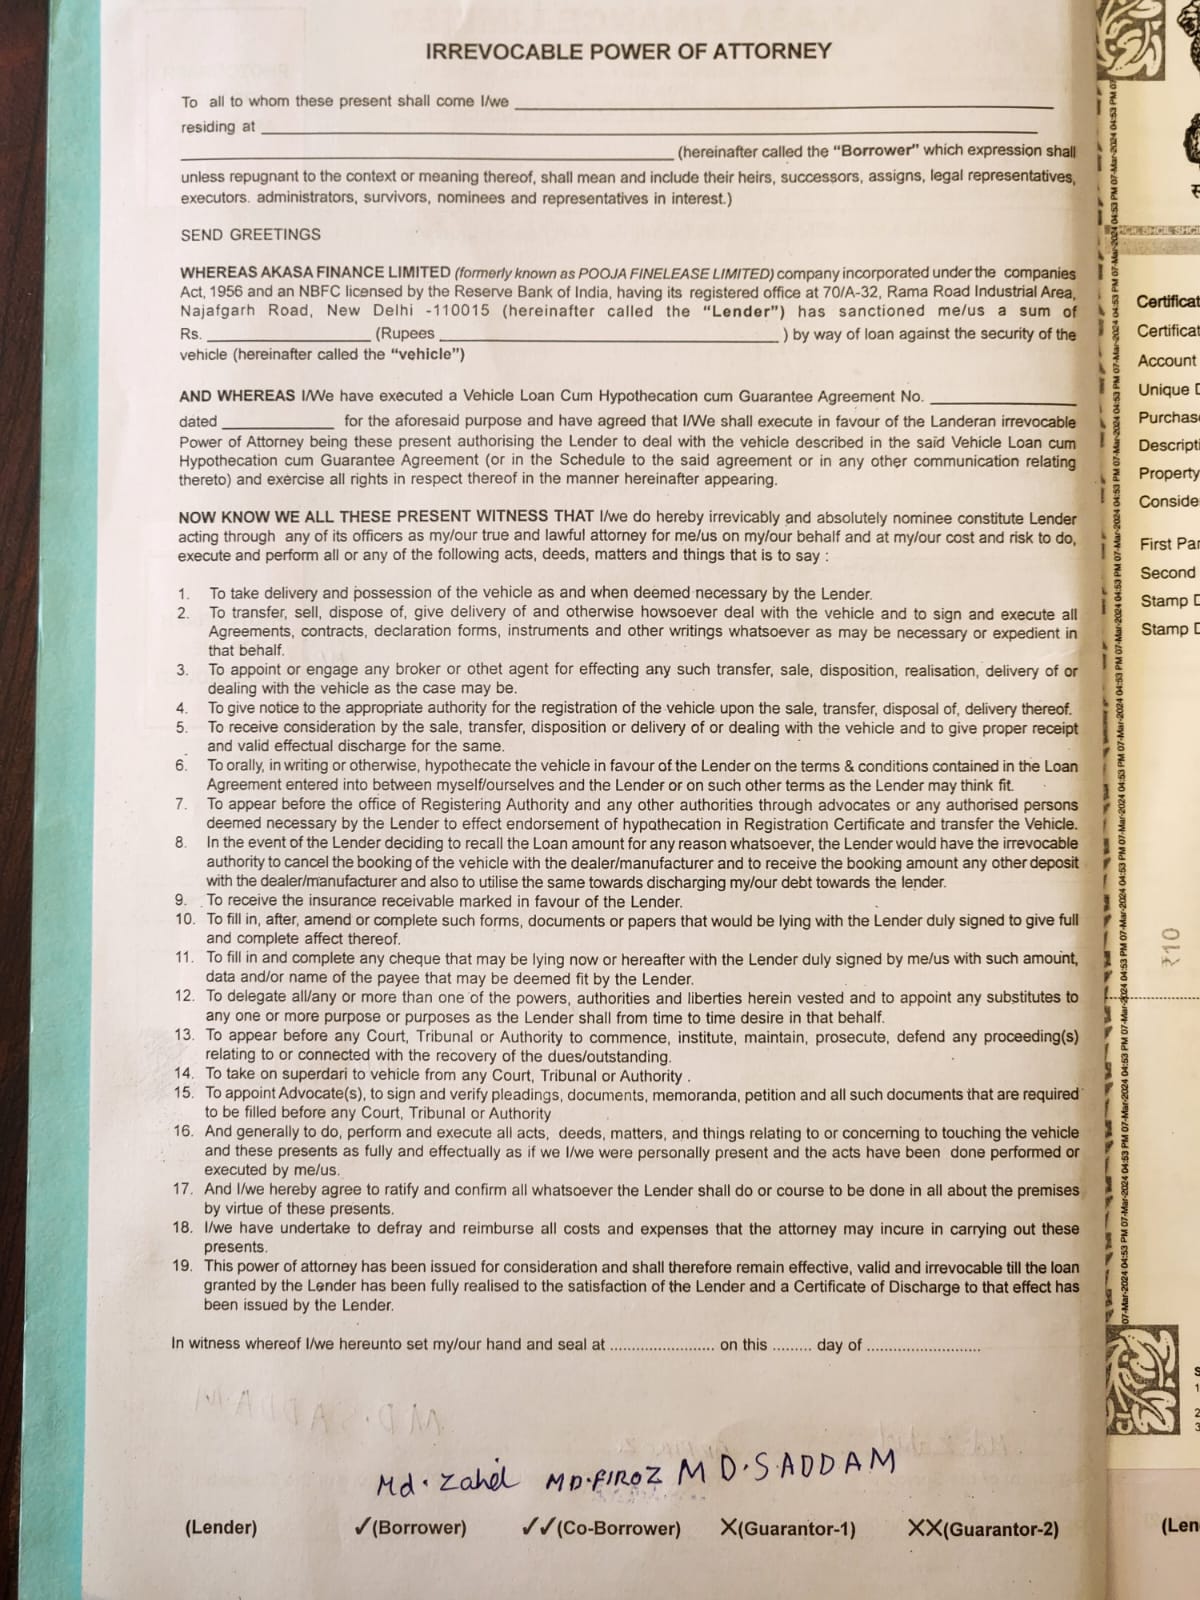 IRREVOCABLE POWER OF ATTORNEY
To all to whom these present shall come I/we
residing at
(hereinafter called the "Borrower" which expression shall
unless repugnant to the context or meaning thereof, shall mean and include their heirs, successors, assigns, legal representatives,
executors. administrators, survivors, nominees and representatives in interest.)
SEND GREETINGS
WHEREAS AKASA FINANCE LIMITED (formerly known as POOJA FINELEASE LIMITED) company incorporated under the companies
Act, 1956 and an NBFC licensed by the Reserve Bank of India, having its registered office at 70/A-32, Rama Road Industrial Area,
Najafgarh Road, New Delhi -110015 (hereinafter called the "Lender") has sanctioned me/us a sum of
Rs. (Rupees ) by way of loan against the security of the
vehicle (hereinafter called the "vehicle")
AND WHEREAS I/We have executed a Vehicle Loan Cum Hypothecation cum Guarantee Agreement No.
dated for the aforesaid purpose and have agreed that I/We shall execute in favour of the Landeran irrevocable
Power of Attorney being these present authorising the Lender to deal with the vehicle described in the said Vehicle Loan cum
Hypothecation cum Guarantee Agreement (or in the Schedule to the said agreement or in any other communication relating
thereto) and exercise all rights in respect thereof in the manner hereinafter appearing.
NOW KNOW WE ALL THESE PRESENT WITNESS THAT I/we do hereby irrevicably and absolutely nominee constitute Lender
acting through any of its officers as my/our true and lawful attorney for me/us on my/our behalf and at my/our cost and risk to do,
execute and perform all or any of the following acts, deeds, matters and things that is to say :
1. To take delivery and possession of the vehicle as and when deemed necessary by the Lender.
2. To transfer, sell, dispose of, give delivery of and otherwise howsoever deal with the vehicle and to sign and execute all
Agreements, contracts, declaration forms, instruments and other writings whatsoever as may be necessary or expedient in
that behalf.
3. To appoint or engage any broker or othet agent for effecting any such transfer, sale, disposition, realisation, delivery of or
dealing with the vehicle as the case may be.
4. To give notice to the appropriate authority for the registration of the vehicle upon the sale, transfer, disposal of, delivery thereof.
5. To receive consideration by the sale, transfer, disposition or delivery of or dealing with the vehicle and to give proper receipt
and valid effectual discharge for the same.
6. To orally, in writing or otherwise, hypothecate the vehicle in favour of the Lender on the terms & conditions contained in the Loan
Agreement entered into between myself/ourselves and the Lender or on such other terms as the Lender may think fit.
7. To appear before the office of Registering Authority and any other authorities through advocates or any authorised persons
deemed necessary by the Lender to effect endorsement of hypothecation in Registration Certificate and transfer the Vehicle.
8. In the event of the Lender deciding to recall the Loan amount for any reason whatsoever, the Lender would have the irrevocable
authority to cancel the booking of the vehicle with the dealer/manufacturer and to receive the booking amount any other deposit
with the dealer/manufacturer and also to utilise the same towards discharging my/our debt towards the lender.
9. To receive the insurance receivable marked in favour of the Lender.
10. To fill in, after, amend or complete such forms, documents or papers that would be lying with the Lender duly signed to give full
and complete affect thereof.
11. To fill in and complete any cheque that may be lying now or hereafter with the Lender duly signed by me/us with such amount,
data and/or name of the payee that may be deemed fit by the Lender.
12. To delegate all/any or more than one of the powers, authorities and liberties herein vested and to appoint any substitutes to
any one or more purpose or purposes as the Lender shall from time to time desire in that behalf.
13. To appear before any Court, Tribunal or Authority to commence, institute, maintain, prosecute, defend any proceeding(s)
relating to or connected with the recovery of the dues/outstanding.
14. To take on superdari to vehicle from any Court, Tribunal or Authority .
15. To appoint Advocate(s), to sign and verify pleadings, documents, memoranda, petition and all such documents that are required
to be filled before any Court, Tribunal or Authority
16. And generally to do, perform and execute all acts, deeds, matters, and things relating to or concerning to touching the vehicle
and these presents as fully and effectually as if we I/we were personally present and the acts have been done performed or
executed by me/us.
17. And I/we hereby agree to ratify and confirm all whatsoever the Lender shall do or course to be done in all about the premises
by virtue of these presents.
18. I/we have undertake to defray and reimburse all costs and expenses that the attorney may incure in carrying out these
presents.
19. This power of attorney has been issued for consideration and shall therefore remain effective, valid and irrevocable till the loan
granted by the Lender has been fully realised to the satisfaction of the Lender and a Certificate of Discharge to that effect has
been issued by the Lender.
In witness whereof I/we hereunto set my/our hand and seal at ........................ on this ......... day of ..........................
Md. Zahid MD.FIROZ MD.SADDAM
(Lender) ✓(Borrower) ✓✓(Co-Borrower) X(Guarantor-1) XX(Guarantor-2)
Certificat
Certificat
Account
Unique D
Purchase
Descripti
Property
Conside
First Par
Second
Stamp D
Stamp D
₹10
07-Mar-2024 04:53 PM
(Len